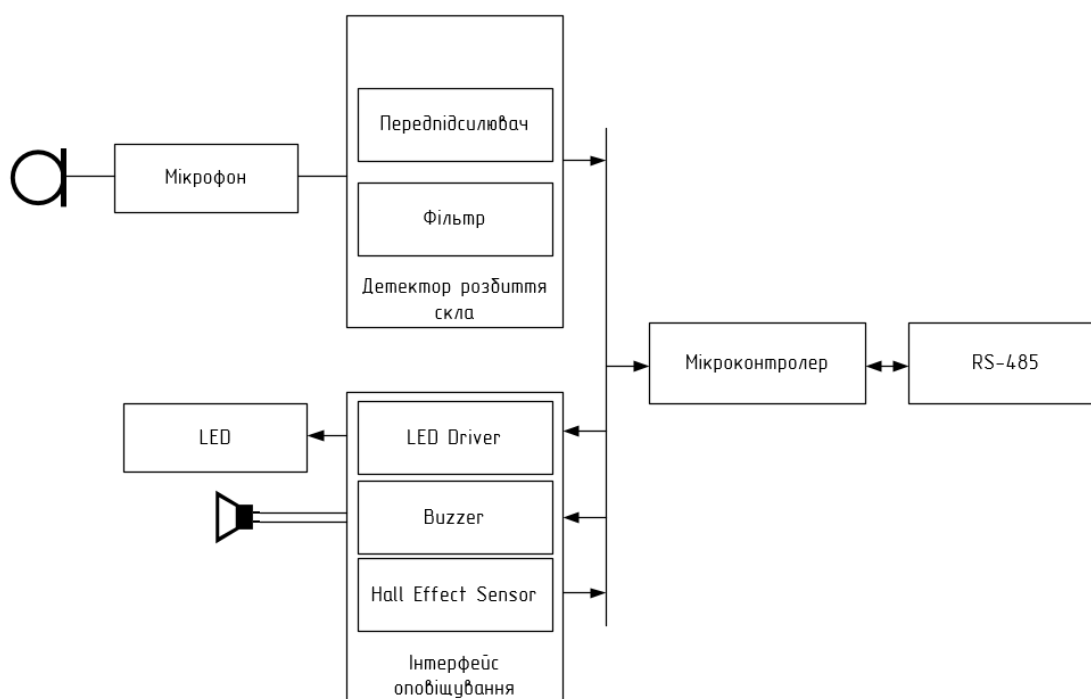 Передпідсилювач
Мікрофон
Фільтр
Детектор розбиття
скла
Мікроконтролер
RS-485
LED
LED Driver
Buzzer
Hall Effect Sensor
Інтерфейс
оповіщування